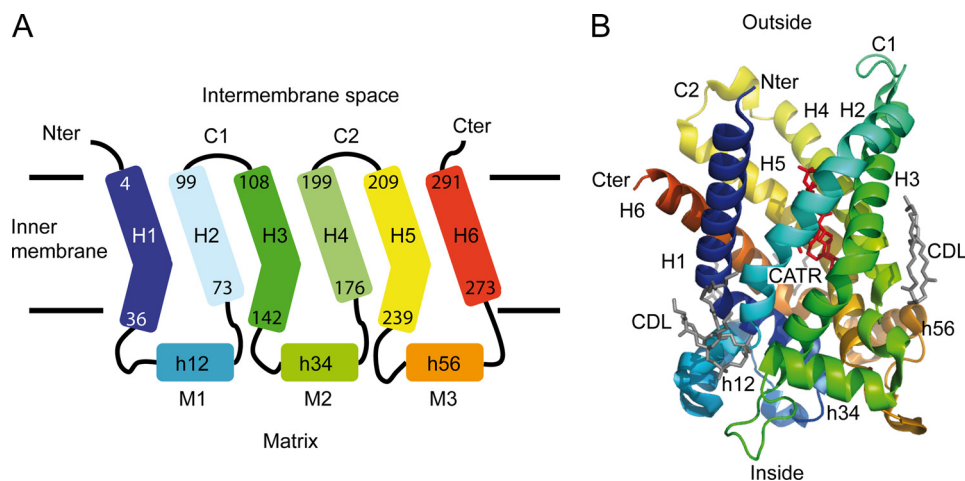 A
Intermembrane space
Nter
C1
C2
Cter
4
99
108
199
209
291
Inner
membrane
H1
H2
H3
H4
H5
H6
36
73
142
176
239
273
h12
h34
h56
M1
M2
M3
Matrix
B
Outside
C1
C2
Nter
H4
H2
H5
H3
Cter
H6
H1
CATR
CDL
CDL
h56
h12
h34
Inside